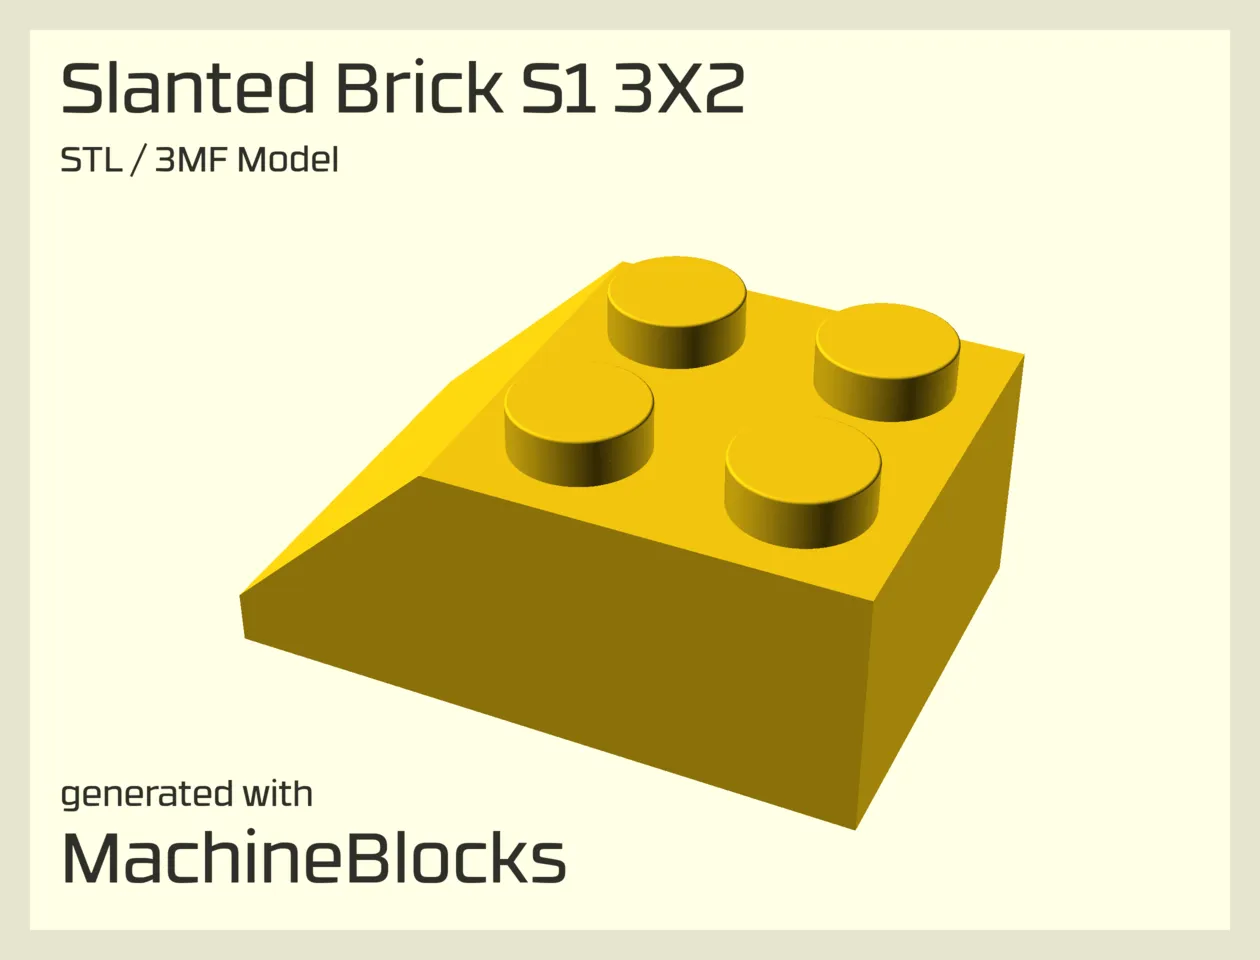 Slanted Brick S1 3X2
STL / 3MF Model
generated with
MachineBlocks